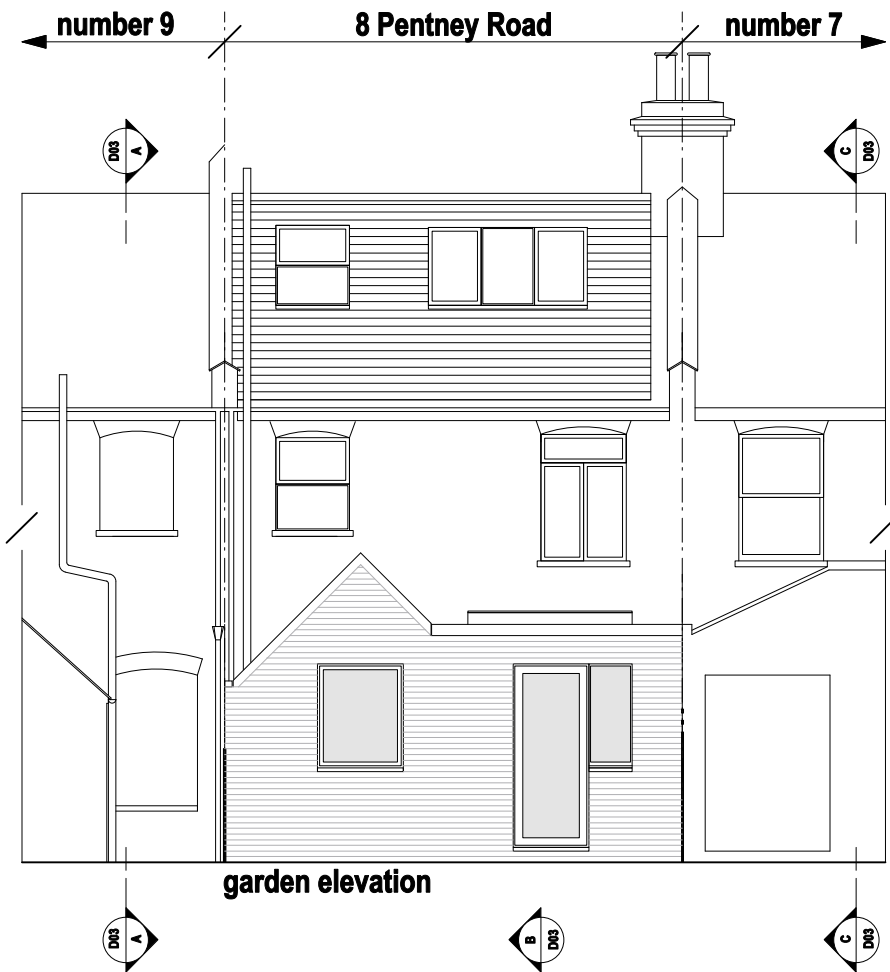 number 9
8 Pentney Road
number 7
D03
A
C
D03
garden elevation
D03
A
B
D03
C
D03